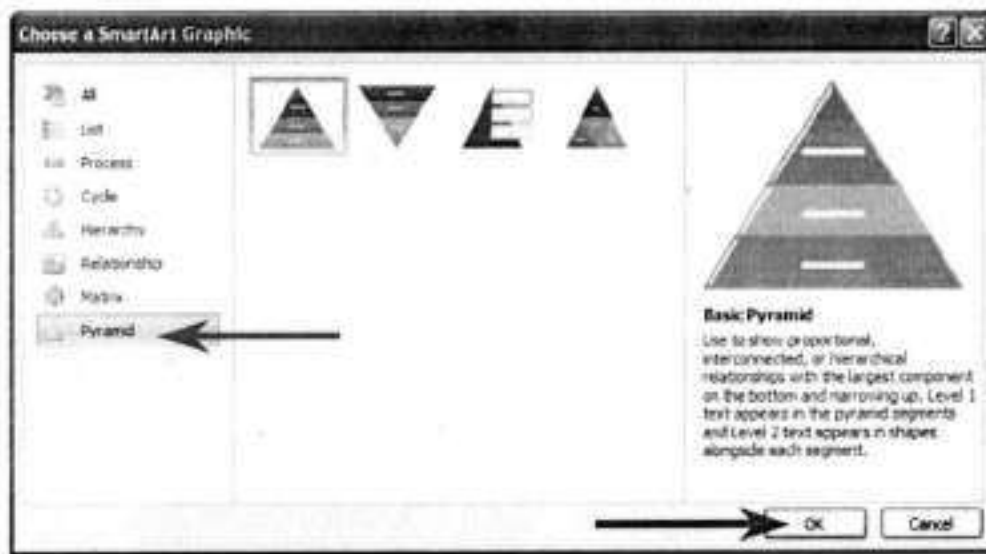 Choose a SmartArt Graphic
All
List
Process
Cycle
Hierarchy
Relationship
Matrix
Pyramid
Basic Pyramid
Use to show proportional,
interconnected, or hierarchical
relationships with the largest component
on the bottom and narrowing up. Level 1
text appears in the pyramid segments
and Level 2 text appears in shapes
alongside each segment.
OK
Cancel